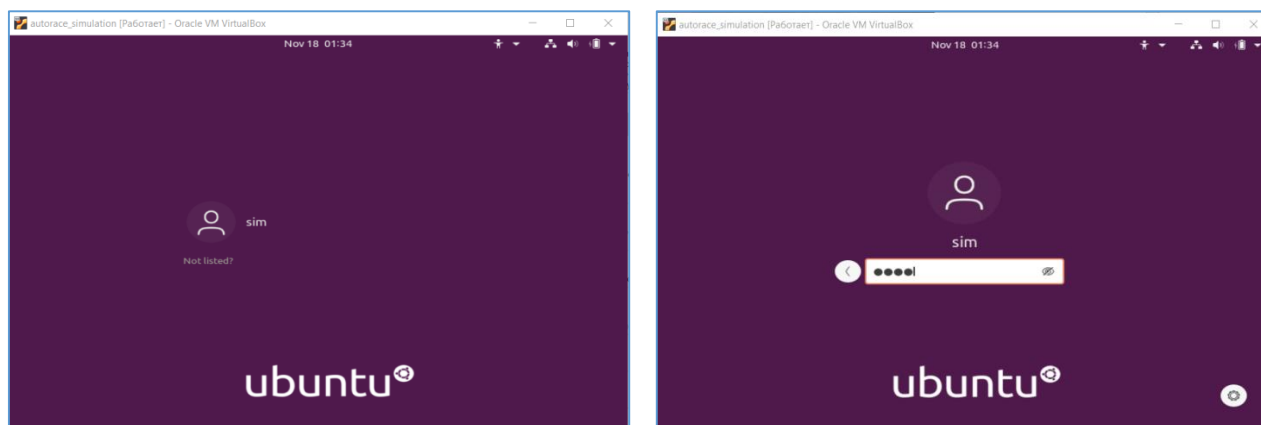 autorace_simulation [Работает] - Oracle VM VirtualBox
Nov 18 01:34
sim
Not listed?
ubuntu
autorace_simulation [Работает] - Oracle VM VirtualBox
Nov 18 01:34
sim
ubuntu